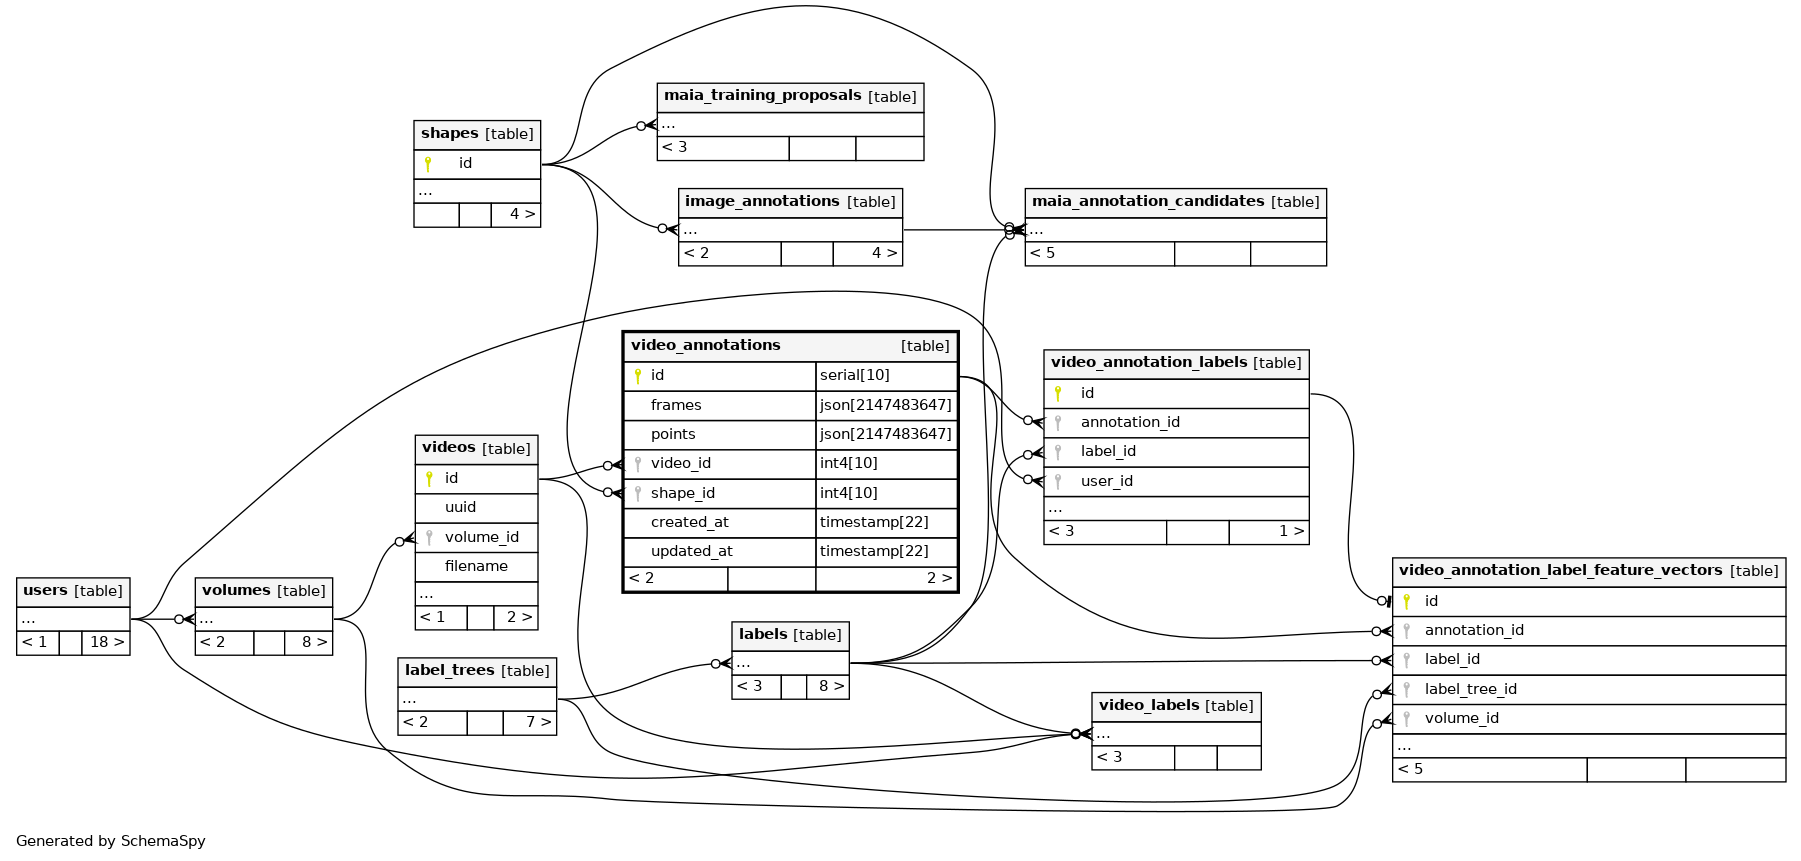 maia_training_proposals [table]
...
< 3
shapes [table]
id
...
4 >
image_annotations [table]
...
< 2 4 >
maia_annotation_candidates [table]
...
< 5
video_annotations [table]
id serial[10]
frames json[2147483647]
points json[2147483647]
video_id int4[10]
shape_id int4[10]
created_at timestamp[22]
updated_at timestamp[22]
< 2 2 >
video_annotation_labels [table]
id
annotation_id
label_id
user_id
...
< 3 1 >
videos [table]
id
uuid
volume_id
filename
...
< 1 2 >
users [table]
...
< 1 18 >
volumes [table]
...
< 2 8 >
label_trees [table]
...
< 2 7 >
labels [table]
...
< 3 8 >
video_labels [table]
...
< 3
video_annotation_label_feature_vectors [table]
id
annotation_id
label_id
label_tree_id
volume_id
...
< 5
Generated by SchemaSpy